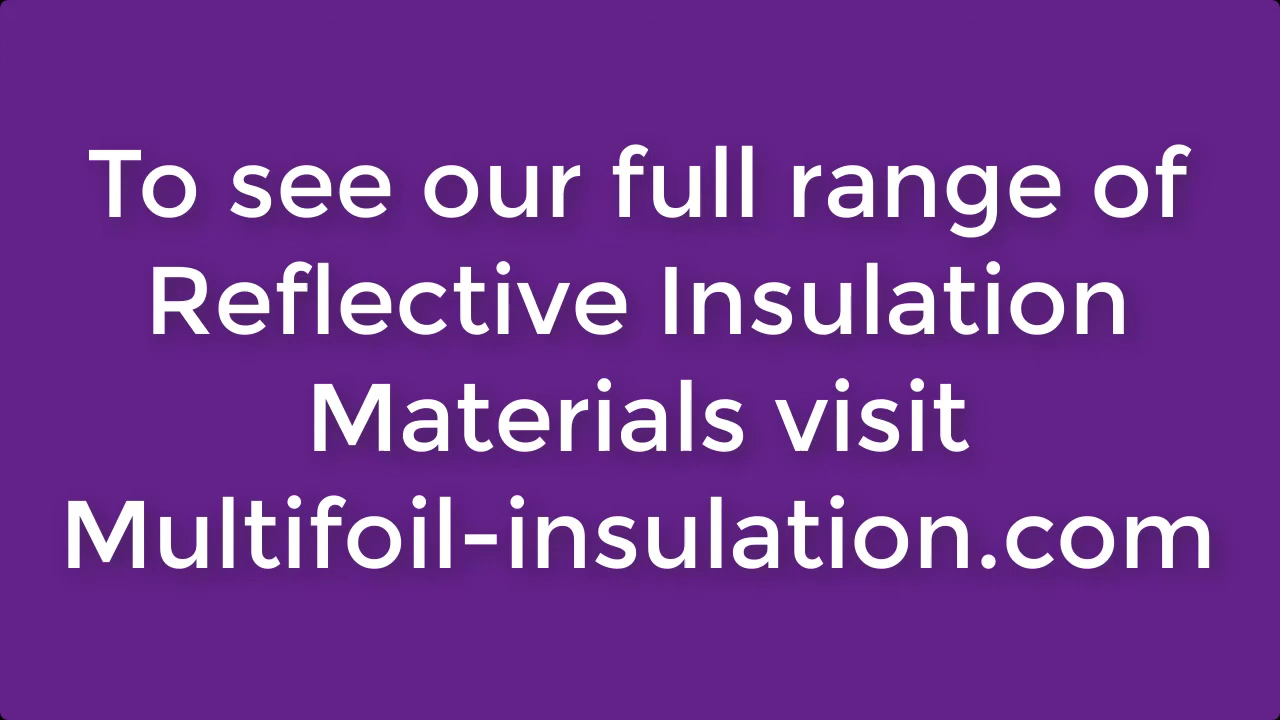 To see our full range of
Reflective Insulation
Materials visit
Multifoil-insulation.com